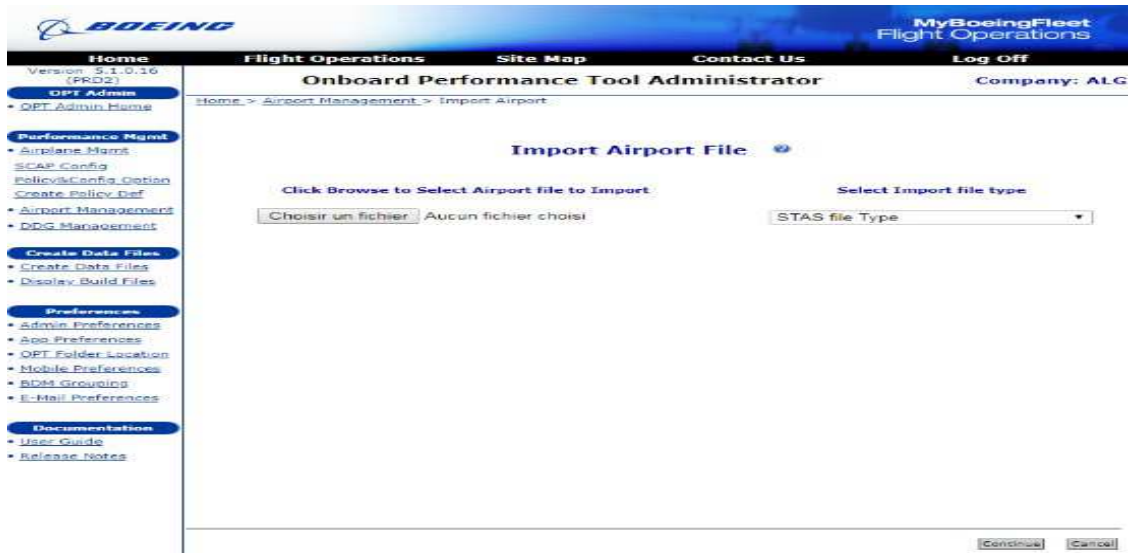 BOEING
MyBoeingFleet
Flight Operations
Home Flight Operations Site Map Contact Us Log Off
Version 5.1.0.16
(PRD2)
Onboard Performance Tool Administrator
Company: ALG
OPT Admin
• OPT Admin Home
Home > Airport Management > Import Airport
Performance Mgmt
• Airplane Mgmt
SCAP Config
Policy&Config Option
Create Policy Def
• Airport Management
• DDG Management
Import Airport File
Click Browse to Select Airport file to Import
Select Import file type
Choisir un fichier Aucun fichier choisi
STAS file Type
Create Data Files
• Create Data Files
• Display Build Files
Preferences
• Admin Preferences
• App Preferences
• OPT Folder Location
• Mobile Preferences
• BDM Grouping
• E-Mail Preferences
Documentation
• User Guide
• Release Notes
Continue Cancel